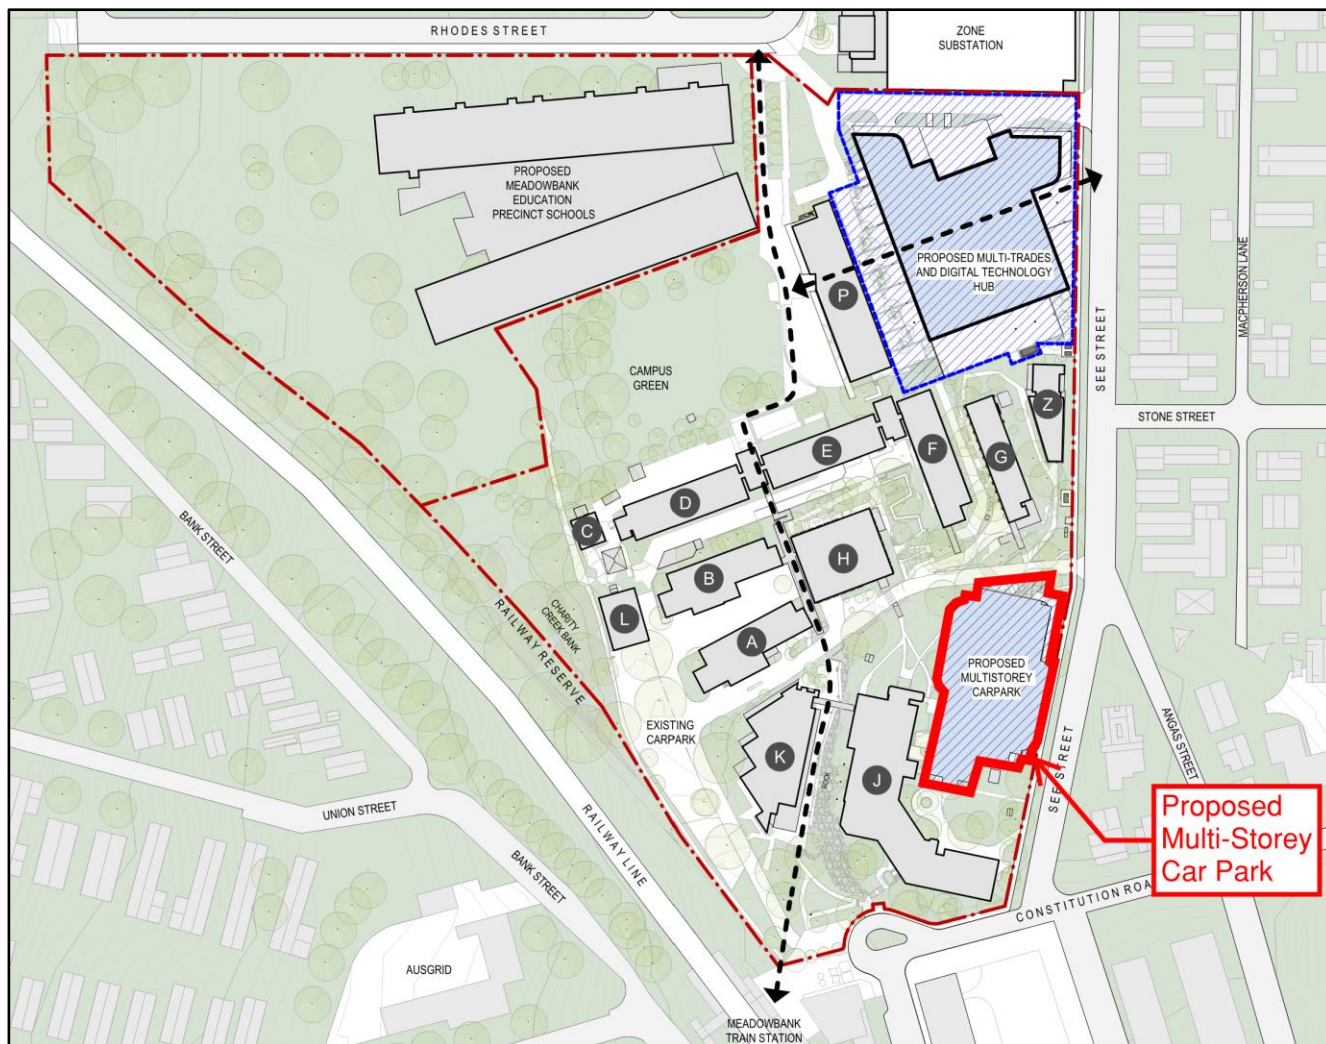 RHODES STREET
ZONE
SUBSTATION
PROPOSED
MEADOWBANK
EDUCATION
PRECINCT SCHOOLS
PROPOSED MULTI-TRADES
AND DIGITAL TECHNOLOGY
HUB
P
MACPHERSON LANE
SEE STREET
CAMPUS
GREEN
STONE STREET
Z
E
F
G
D
C
BANK STREET
H
B
L
CHARITY
CREEK BANK
RAILWAY RESERVE
A
PROPOSED
MULTISTOREY
CARPARK
ANGAS STREET
EXISTING
CARPARK
K
J
ROCK
SEE STREET
Proposed
Multi-Storey
Car Park
UNION STREET
RAILWAY LINE
BANK STREET
CONSTITUTION ROA
AUSGRID
MEADOWBANK
TRAIN STATION